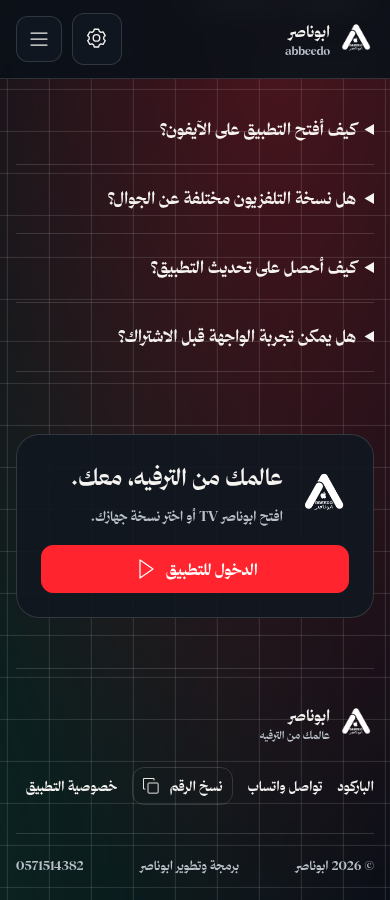 ابوناصر
abbeedo
كيف أفتح التطبيق على الآيفون؟
هل نسخة التلفزيون مختلفة عن الجوال؟
كيف أحصل على تحديث التطبيق؟
هل يمكن تجربة الواجهة قبل الاشتراك؟
عالمك من الترفيه، معك.
افتح ابوناصر TV أو اختر نسخة جهازك.
الدخول للتطبيق
ابوناصر
عالمك من الترفيه
الباركود تواصل واتساب نسخ الرقم خصوصية التطبيق
© 2026 ابوناصر برمجة وتطوير ابوناصر 0571514382